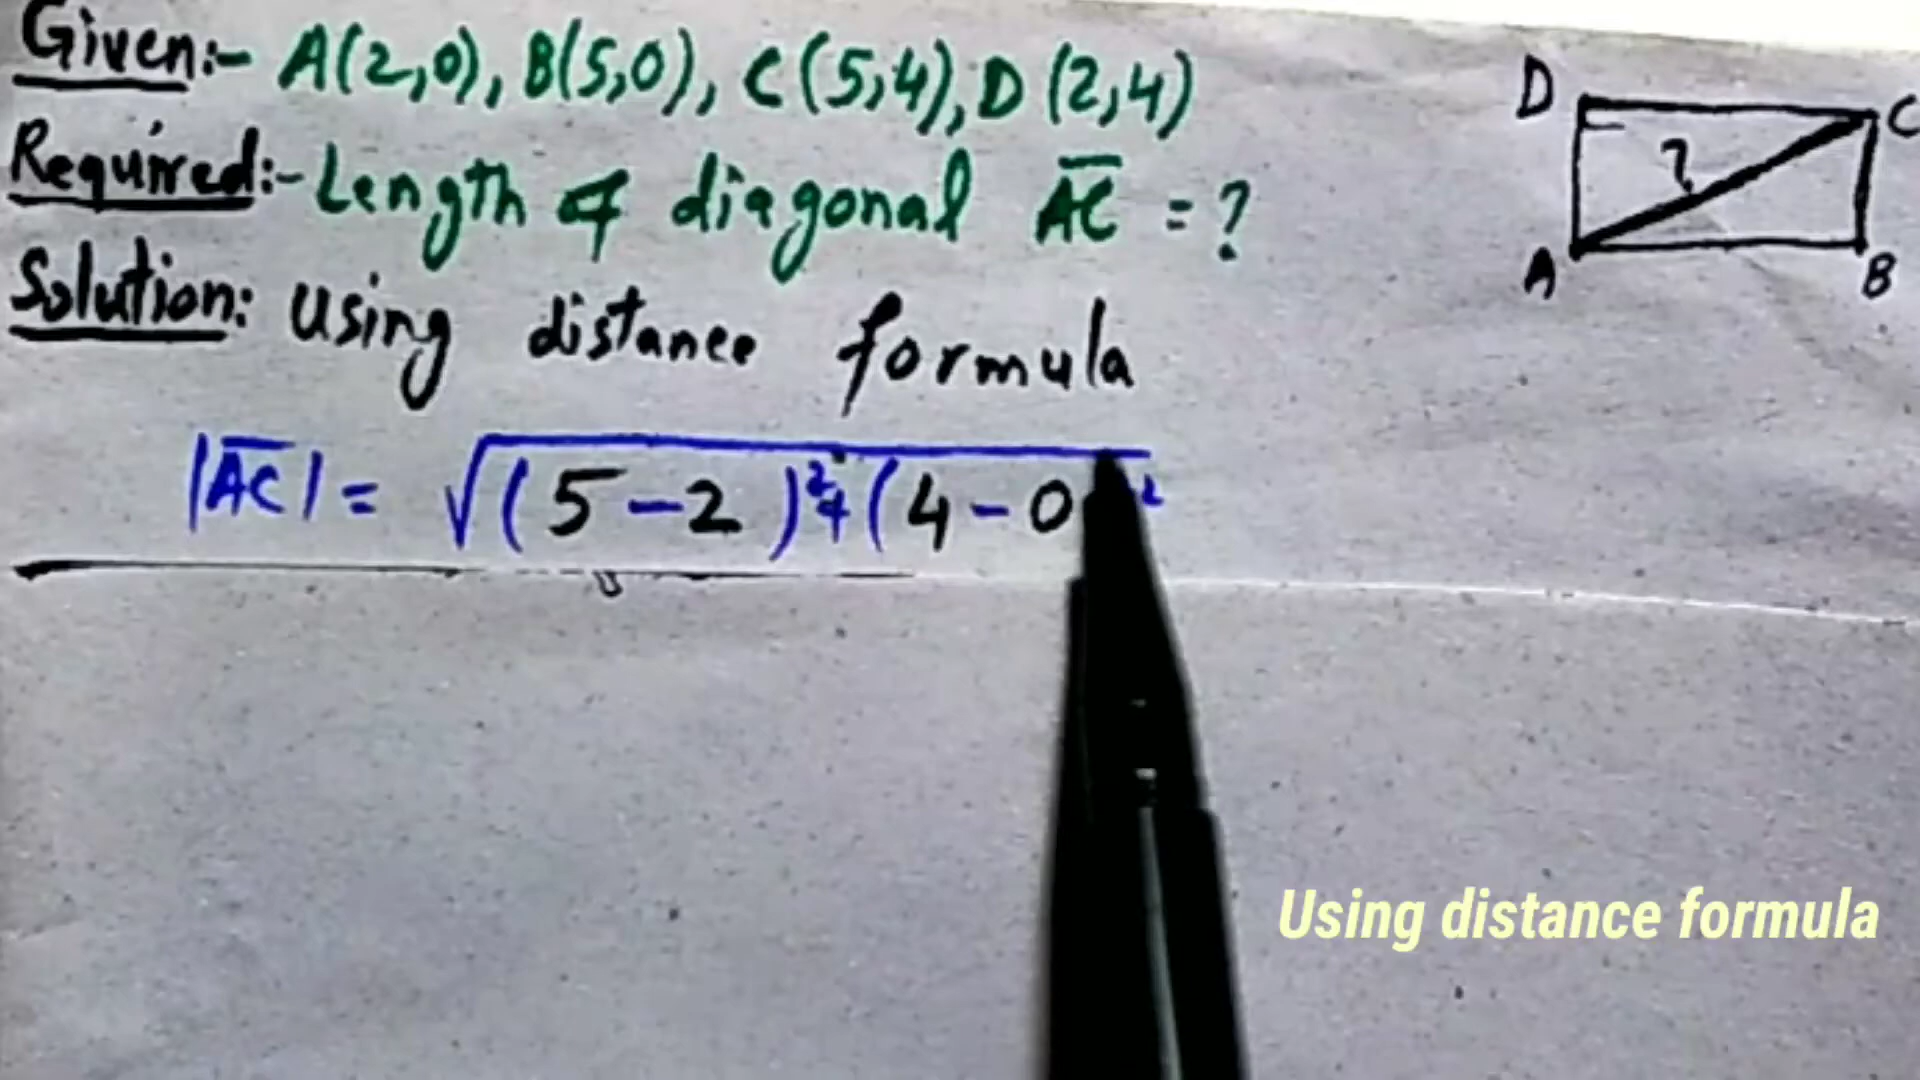 Given:- A(2,0), B(5,0), C(5,4), D(2,4)
Required:- Length of diagonal AC = ?
Solution: Using distance formula
|AC| = √(5-2)²+(4-0)²
D
C
?
A
B
Using distance formula